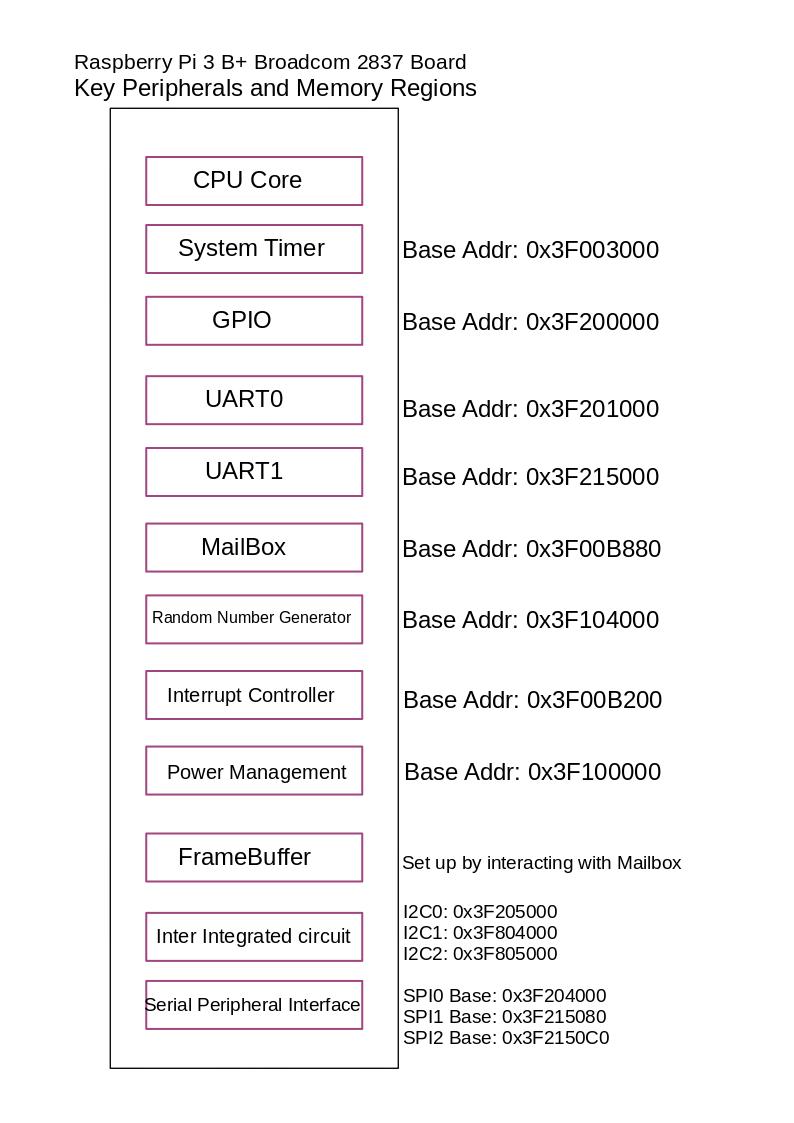 Raspberry Pi 3 B+ Broadcom 2837 Board
Key Peripherals and Memory Regions
CPU Core
System Timer
Base Addr: 0x3F003000
GPIO
Base Addr: 0x3F200000
UART0
Base Addr: 0x3F201000
UART1
Base Addr: 0x3F215000
MailBox
Base Addr: 0x3F00B880
Random Number Generator
Base Addr: 0x3F104000
Interrupt Controller
Base Addr: 0x3F00B200
Power Management
Base Addr: 0x3F100000
FrameBuffer
Set up by interacting with Mailbox
Inter Integrated circuit
I2C0: 0x3F205000
I2C1: 0x3F804000
I2C2: 0x3F805000
Serial Peripheral Interface
SPI0 Base: 0x3F204000
SPI1 Base: 0x3F215080
SPI2 Base: 0x3F2150C0